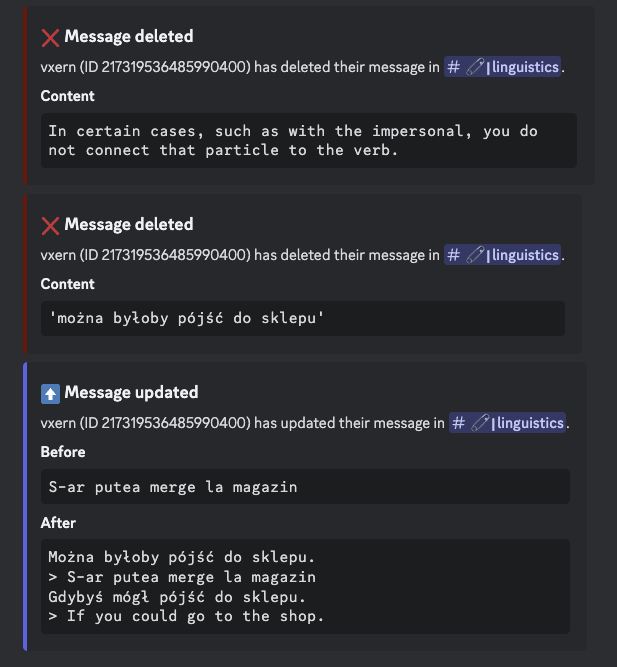 ❌ Message deleted
vxern (ID 217319536485990400) has deleted their message in # 🖊️|linguistics.
Content
In certain cases, such as with the impersonal, you do
not connect that particle to the verb.
❌ Message deleted
vxern (ID 217319536485990400) has deleted their message in # 🖊️|linguistics.
Content
'można byłoby pójść do sklepu'
⬆️ Message updated
vxern (ID 217319536485990400) has updated their message in # 🖊️|linguistics.
Before
S-ar putea merge la magazin
After
Można byłoby pójść do sklepu.
> S-ar putea merge la magazin
Gdybyś mógł pójść do sklepu.
> If you could go to the shop.